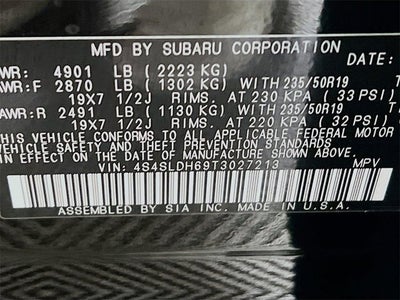 MFD BY SUBARU CORPORATION DATE:
WR: 4901 LB ( 2223 KG)
AWR: F 2870 LB ( 1302 KG) WITH 235/50R19
19X7 1/2J RIMS. AT 230 KPA ( 33 PSI)
AWR: R 2491 LB ( 1130 KG) WITH 235/50R19
19X7 1/2J RIMS. AT 220 KPA ( 32 PSI)
THIS VEHICLE CONFORMS TO ALL APPLICABLE FEDERAL MOTOR
VEHICLE SAFETY AND THEFT PREVENTION STANDARDS
IN EFFECT ON THE DATE OF MANUFACTURE SHOWN ABOVE.
VIN: 4S4SLDH69T3027213 MPV
ASSEMBLED BY SIA INC. MADE IN U.S.A.